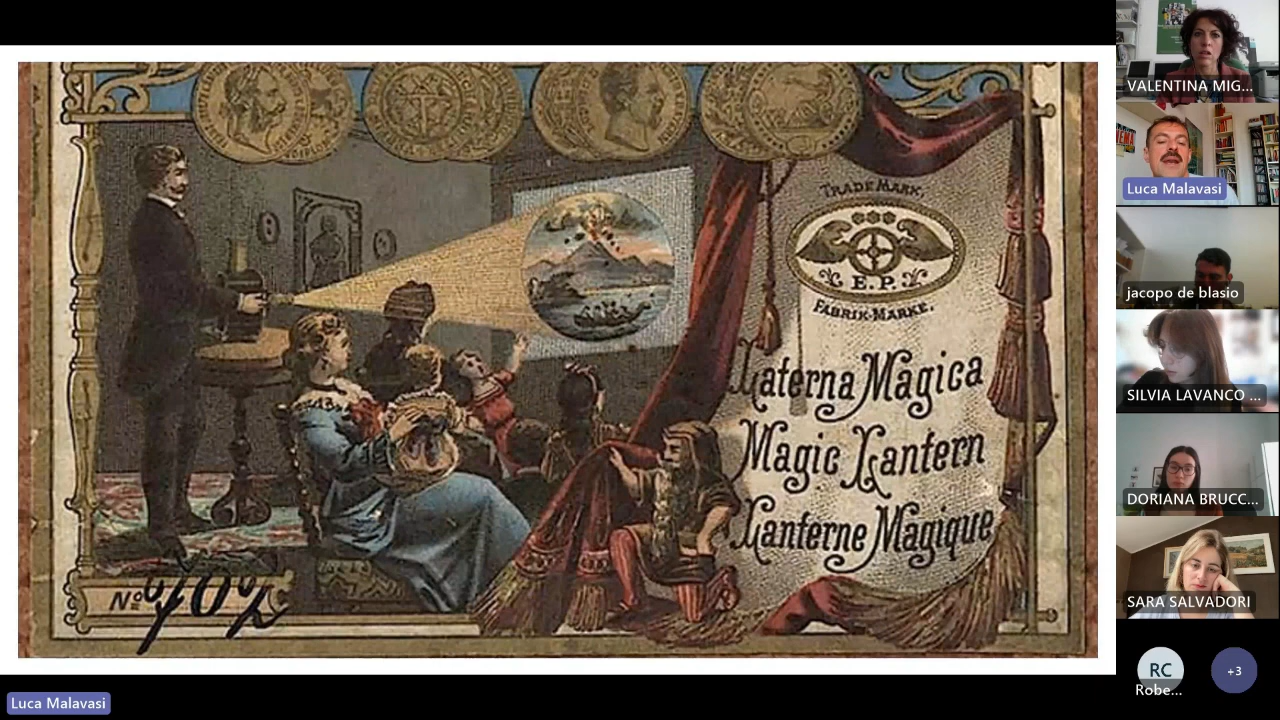 TRADE MARK.
E.P.
FABRIK-MARKE.
Laterna Magica
Magic Lantern
Lanterne Magique
No
VALENTINA MIG...
Luca Malavasi
jacopo de blasio
SILVIA LAVANCO ...
DORIANA BRUCC...
SARA SALVADORI
RC
Robe...
+3
Luca Malavasi